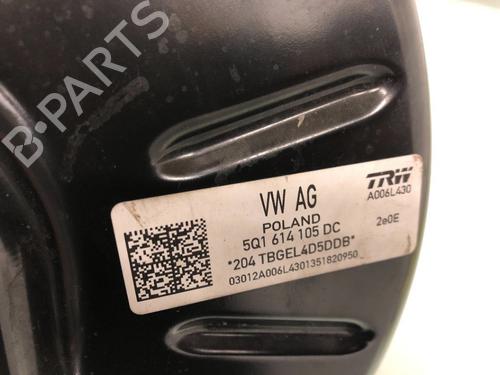 B-PARTS
VW AG
TRW
A006L430
POLAND
5Q1 614 105 DC
2e0E
*204 TBGEL4D5DDB*
03012A006L4301351820950